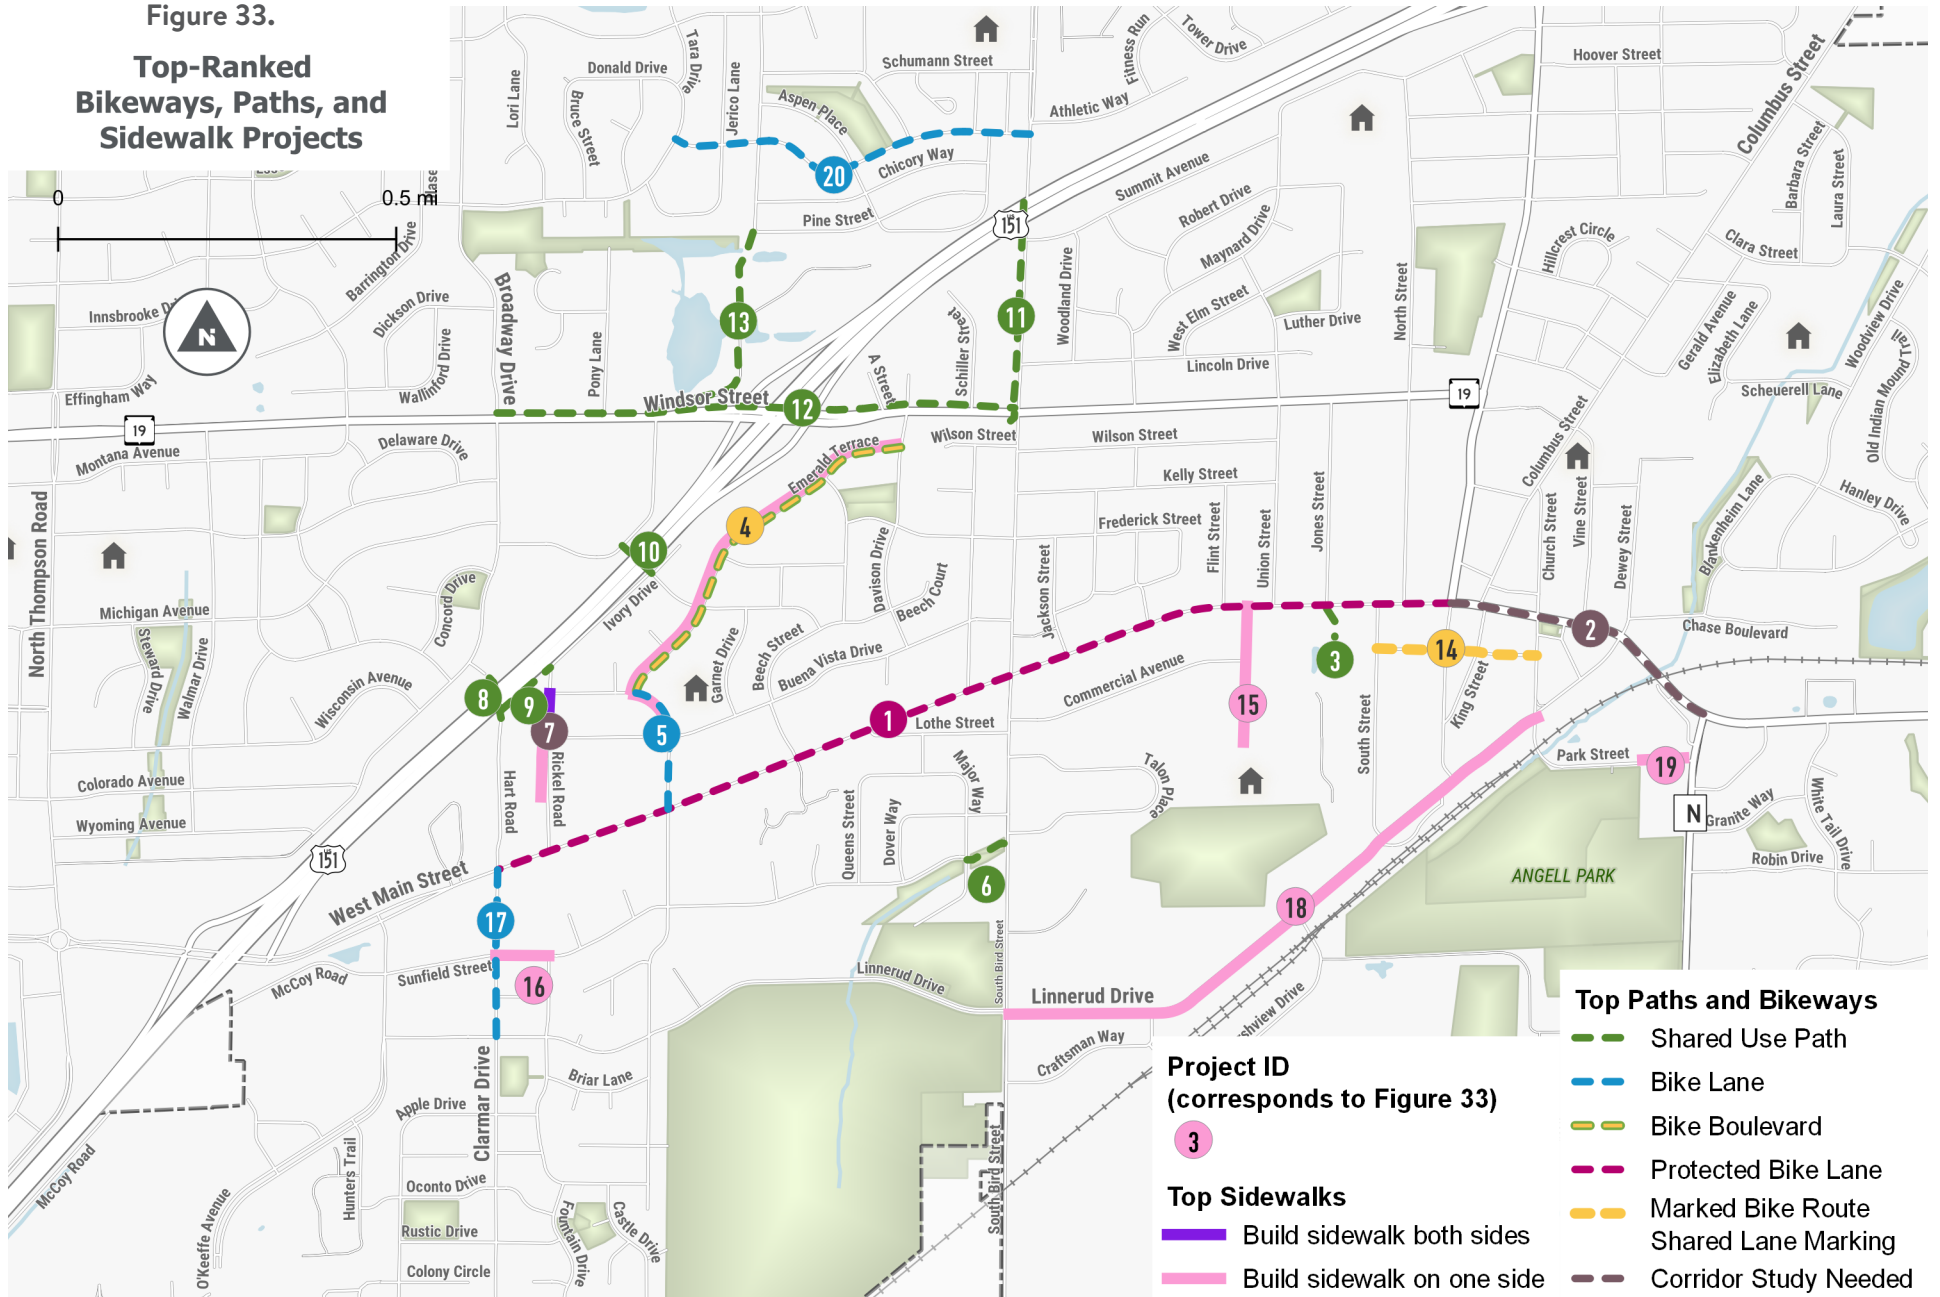 Figure 33.
Top-Ranked
Bikeways, Paths, and
Sidewalk Projects
0
0.5 mi
N
Lori Lane
Donald Drive
Bruce Street
Tara Drive
Jerico Lane
Aspen Place
Schumann Street
Chicory Way
20
Pine Street
Athletic Way
Fitness Run
Tower Drive
Hoover Street
Columbus Street
Barbara Street
Laura Street
Clara Street
Hillcrest Circle
Summit Avenue
Robert Drive
Maynard Drive
West Elm Street
Luther Drive
Woodland Drive
Lincoln Drive
North Street
Gerald Avenue
Elizabeth Lane
Scheuerell Lane
Woodview Drive
Old Indian Mound Trail
Hanley Drive
Blankenheim Lane
US
151
11
13
Barrington Drive
Innsbrooke
Dickson Drive
Wallinford Drive
Effingham Way
Broadway Drive
Pony Lane
Windsor Street
12
A Street
Schiller Street
19
19
Montana Avenue
Delaware Drive
Emerald Terrace
Wilson Street
Wilson Street
Kelly Street
Frederick Street
Flint Street
Union Street
Jones Street
Columbus Street
Church Street
Vine Street
Dewey Street
North Thompson Road
Michigan Avenue
Steward Drive
Walmar Drive
Concord Drive
Wisconsin Avenue
Colorado Avenue
Wyoming Avenue
10
Ivory Drive
4
Davison Drive
Beech Court
Beech Street
Garnet Drive
Buena Vista Drive
Jackson Street
Commercial Avenue
8
9
7
5
1
Lothe Street
Rickel Road
Hart Road
Major Way
Queens Street
Dover Way
Talon Place
15
3
14
2
South Street
King Street
Chase Boulevard
Park Street
19
N
Granite Way
White Tail Drive
Robin Drive
ANGELL PARK
6
18
US
151
West Main Street
17
16
McCoy Road
Sunfield Street
Linnerud Drive
South Bird Street
Linnerud Drive
Craftsman Way
shview Drive
Clarmar Drive
Briar Lane
Apple Drive
Hunters Trail
Oconto Drive
Rustic Drive
Colony Circle
Fountain Drive
Castle Drive
O'Keeffe Avenue
McCoy Road
South Bird Street
Project ID
(corresponds to Figure 33)
3
Top Sidewalks
Build sidewalk both sides
Build sidewalk on one side
Top Paths and Bikeways
Shared Use Path
Bike Lane
Bike Boulevard
Protected Bike Lane
Marked Bike Route
Shared Lane Marking
Corridor Study Needed